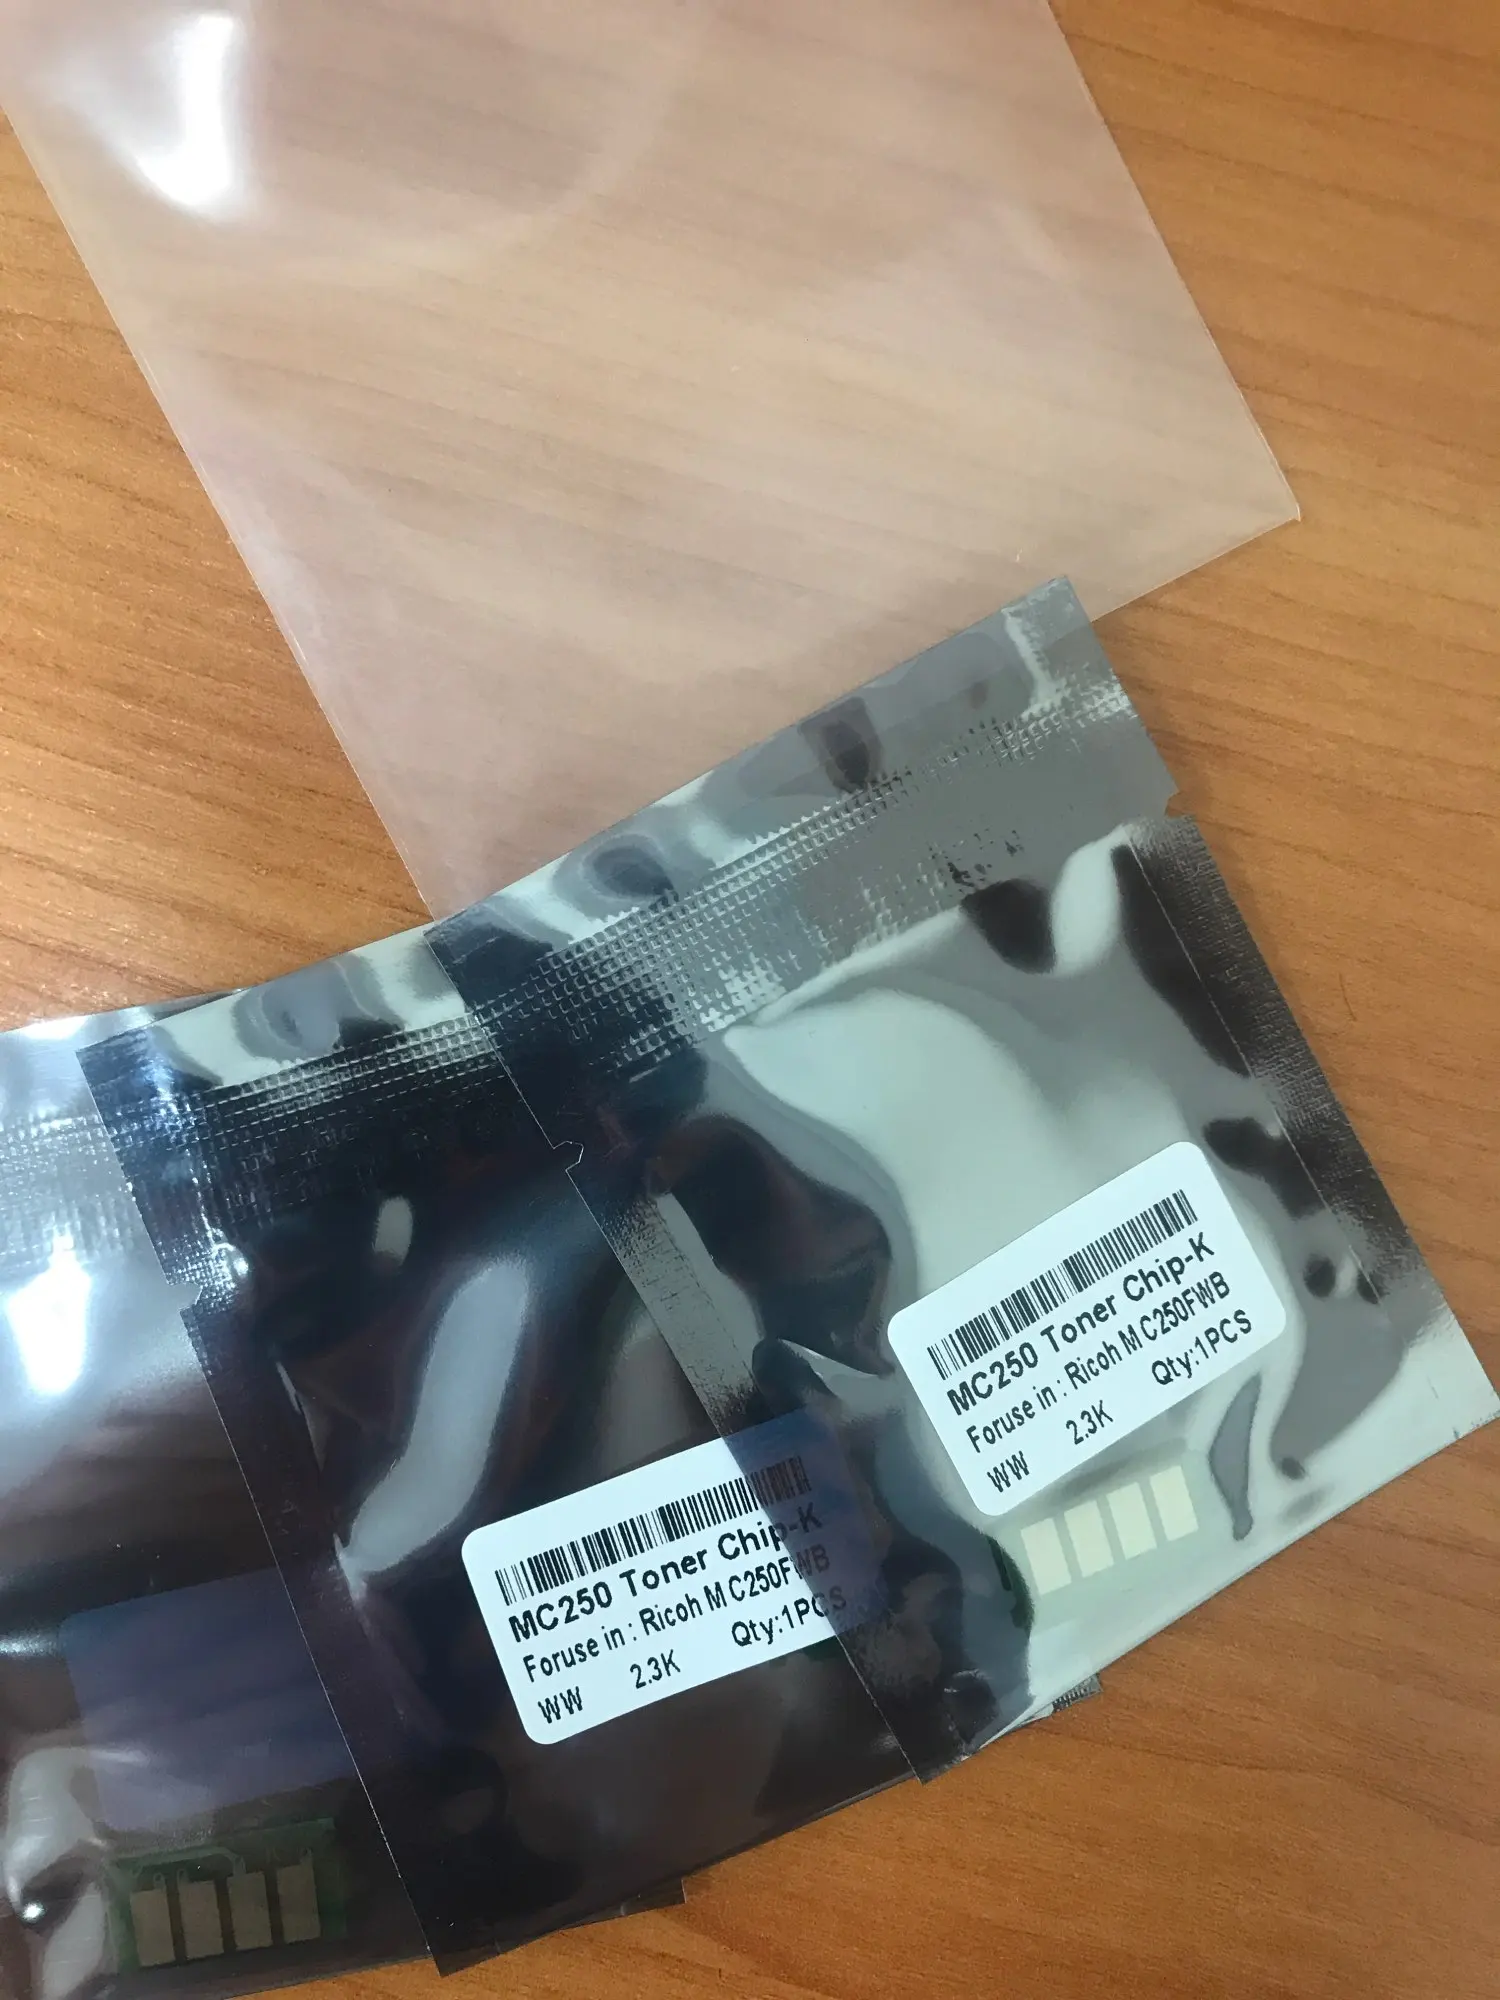 MC250 Toner Chip-K
Foruse in : Ricoh M C250FWB
2.3K Qty:1PCS
WW
MC250 Toner Chip-K
Foruse in : Ricoh M C250FWB
2.3K Qty:1PCS
WW